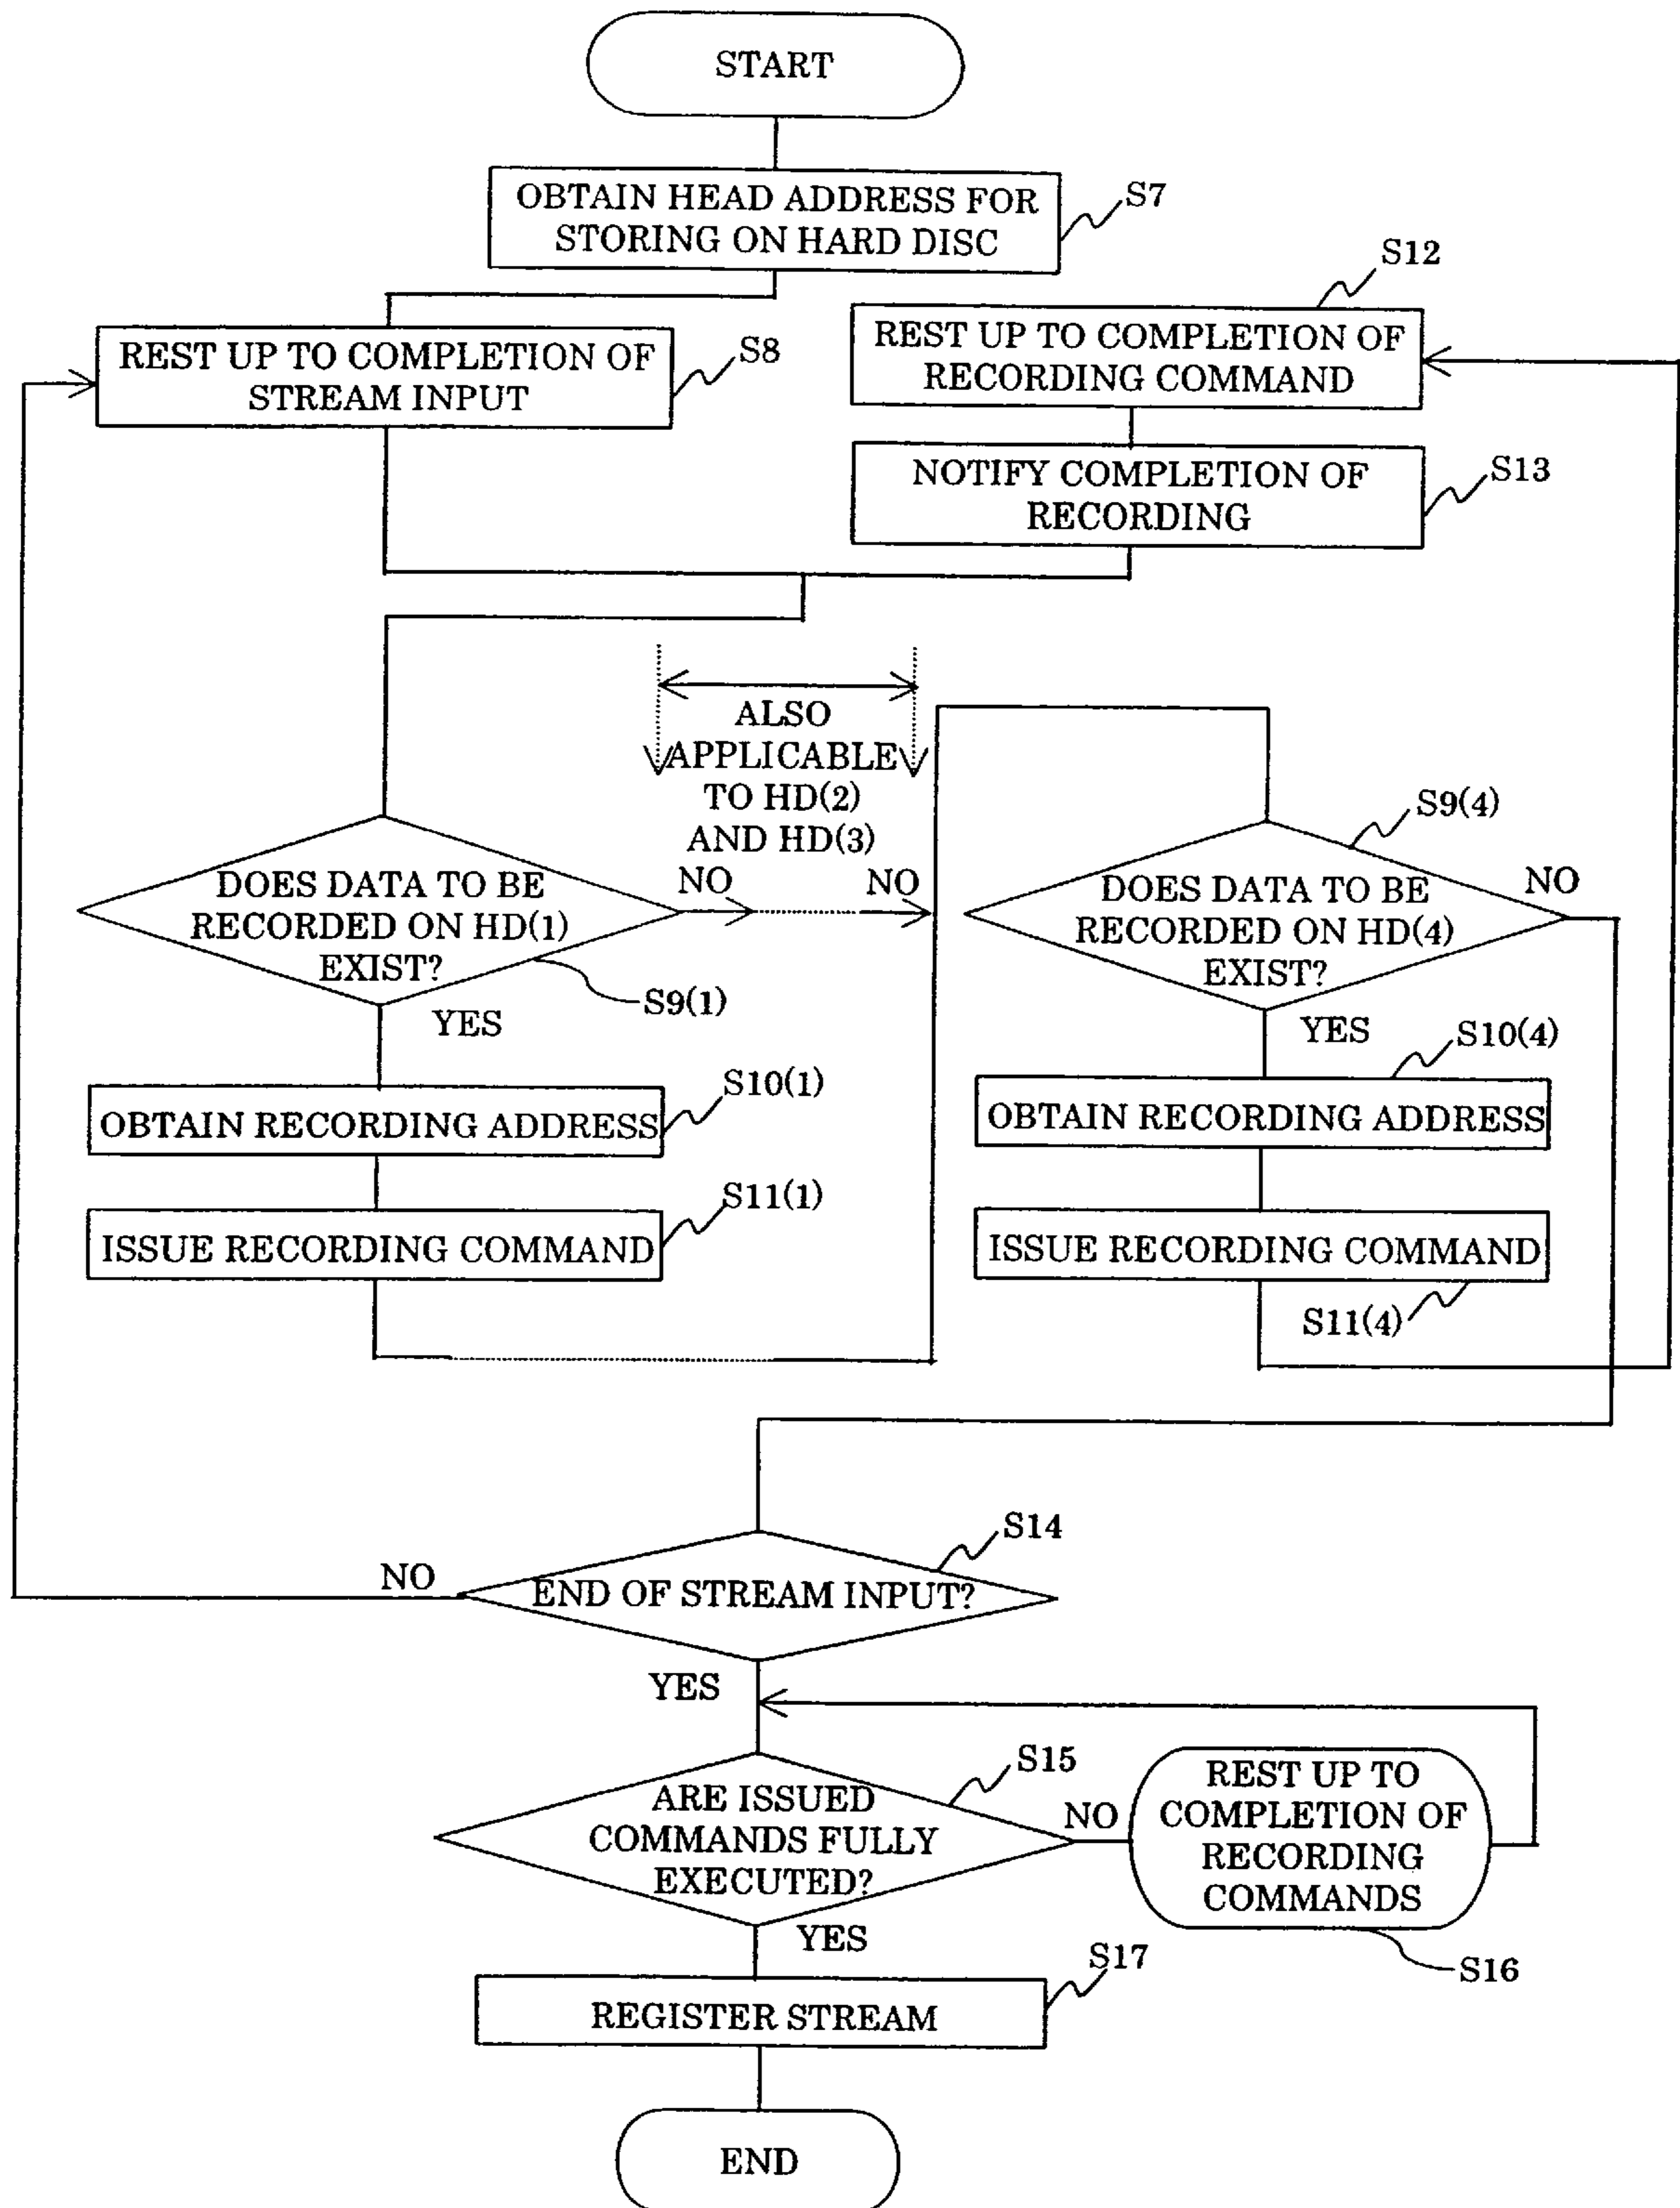 START
OBTAIN HEAD ADDRESS FOR
STORING ON HARD DISC
S7
S12
REST UP TO COMPLETION OF
STREAM INPUT
S8
REST UP TO COMPLETION OF
RECORDING COMMAND
NOTIFY COMPLETION OF
RECORDING
S13
ALSO
APPLICABLE
TO HD(2)
AND HD(3)
S9(4)
DOES DATA TO BE
RECORDED ON HD(1)
EXIST?
NO
NO
DOES DATA TO BE
RECORDED ON HD(4)
EXIST?
NO
S9(1)
YES
YES
S10(1)
S10(4)
OBTAIN RECORDING ADDRESS
OBTAIN RECORDING ADDRESS
S11(1)
ISSUE RECORDING COMMAND
ISSUE RECORDING COMMAND
S11(4)
S14
NO
END OF STREAM INPUT?
YES
S15
ARE ISSUED
COMMANDS FULLY
EXECUTED?
NO
REST UP TO
COMPLETION OF
RECORDING
COMMANDS
YES
S16
S17
REGISTER STREAM
END